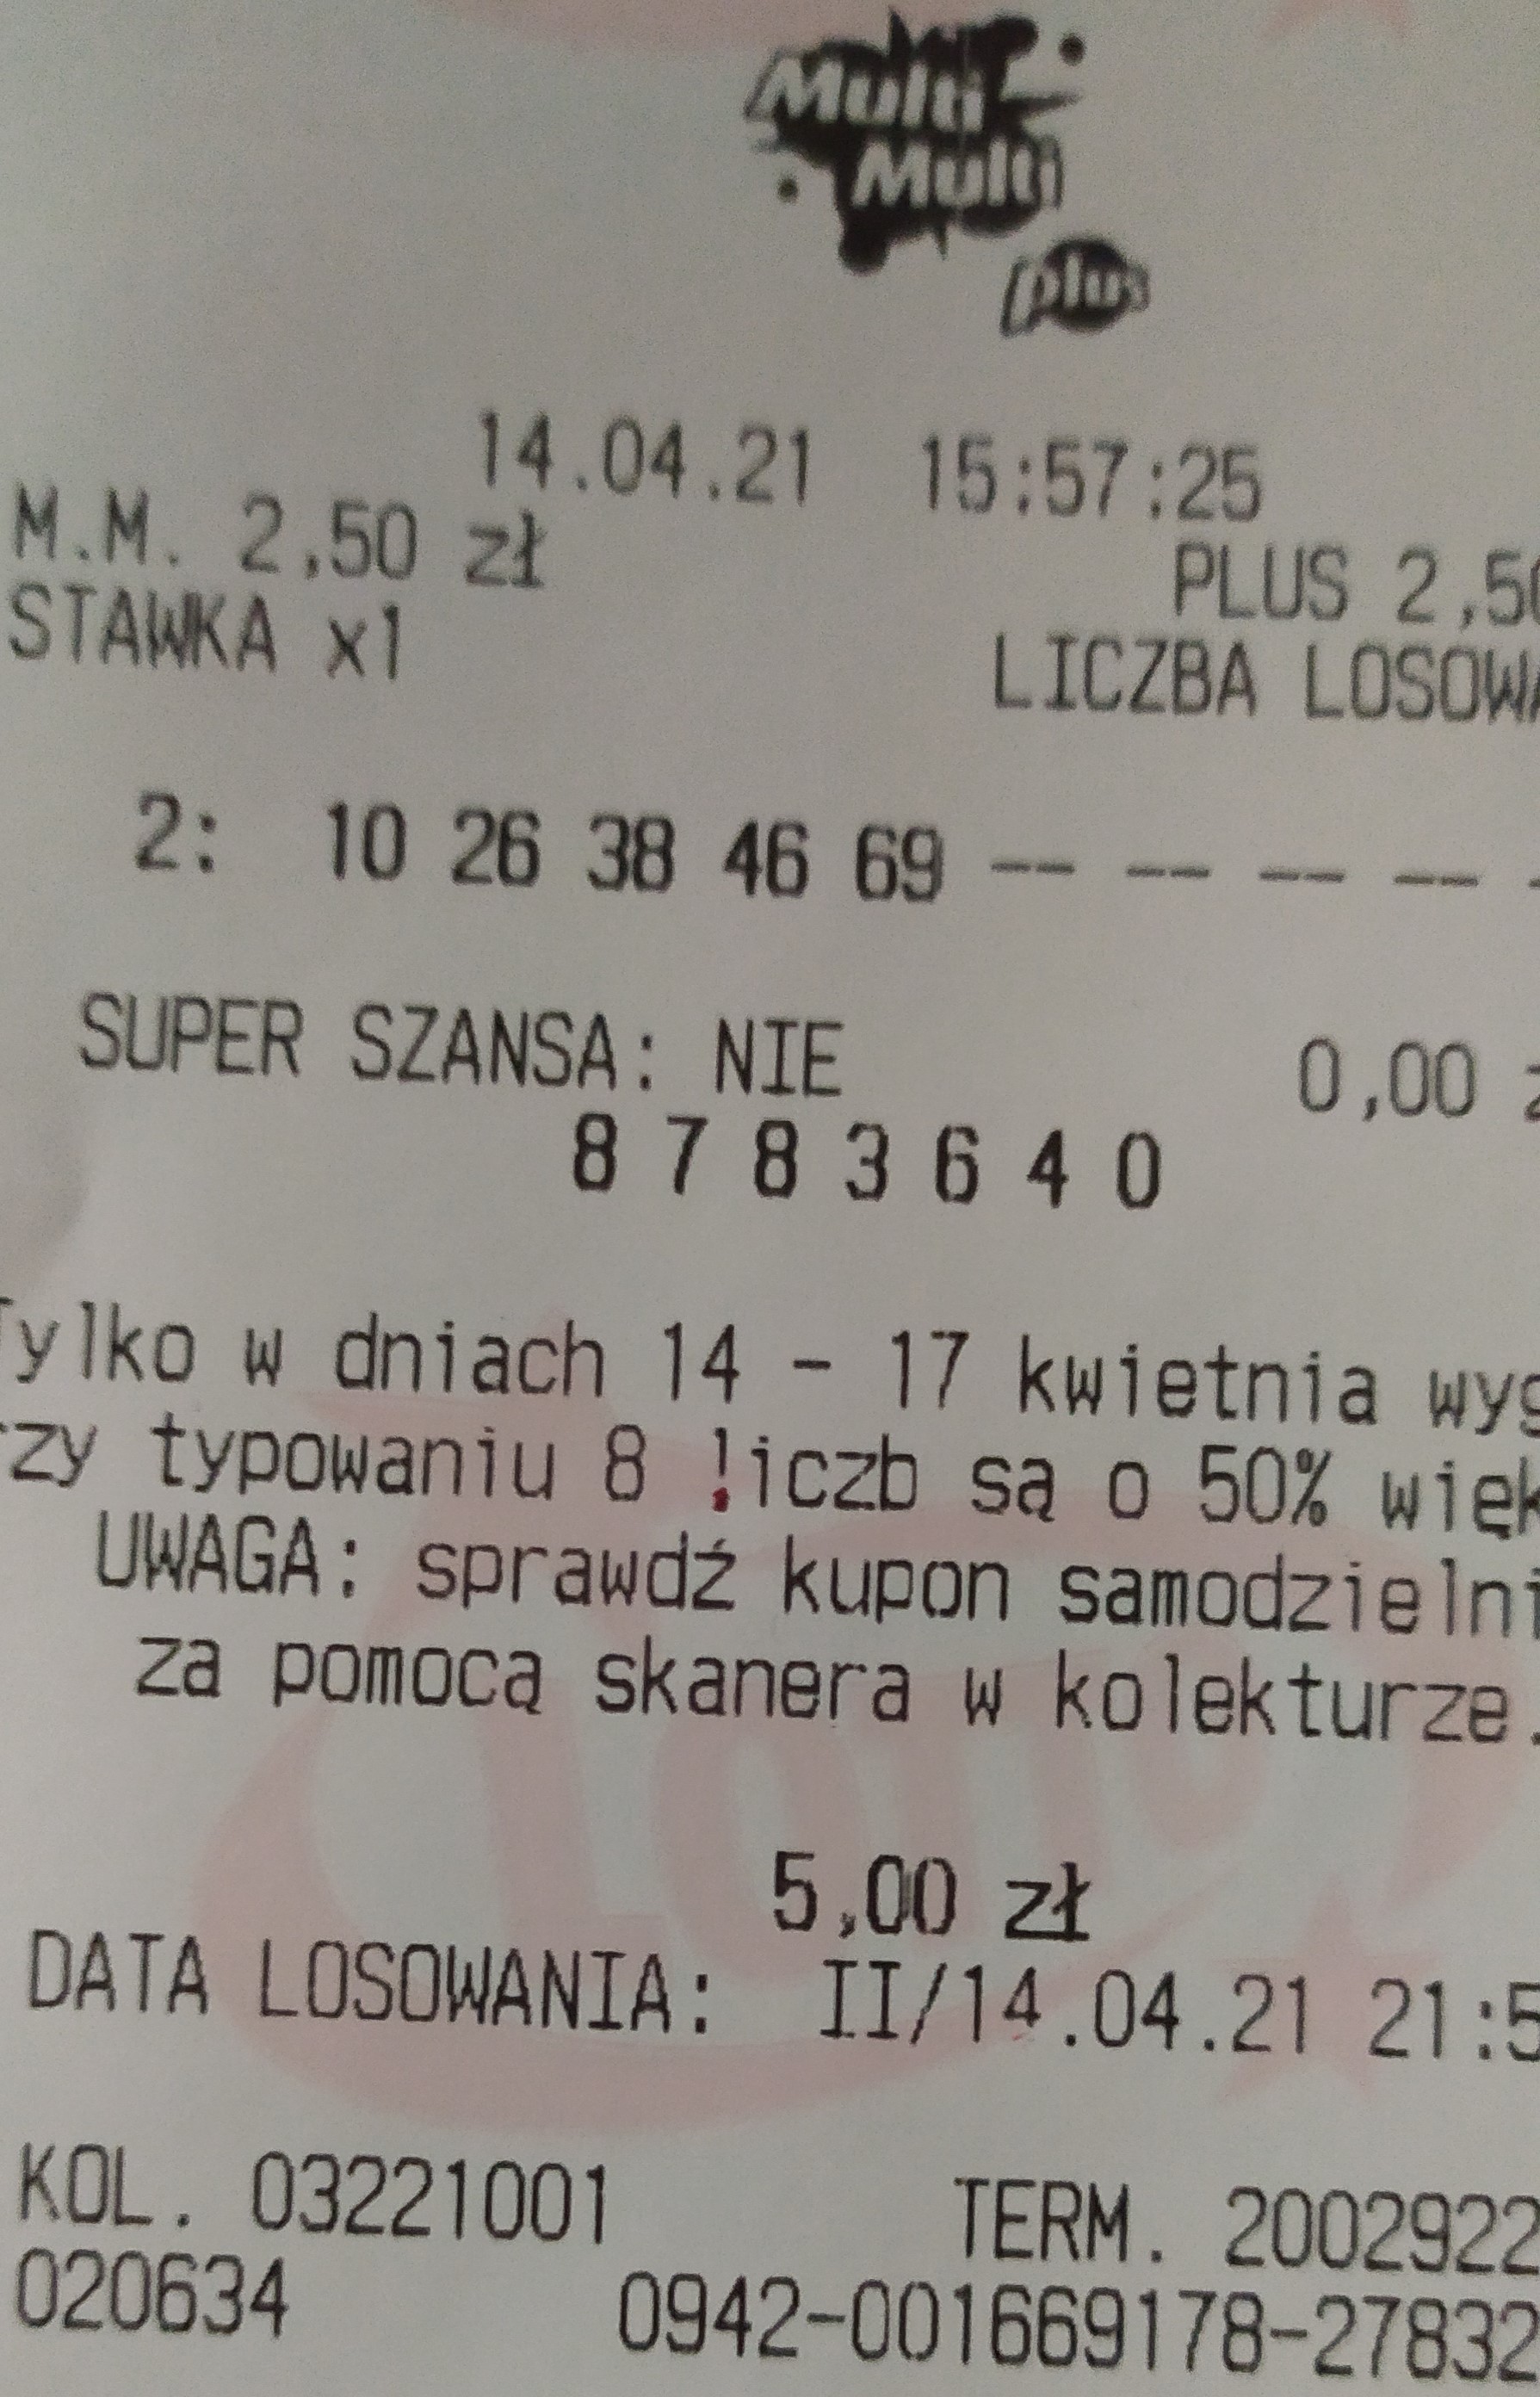 Multi
Multi
plus
14.04.21 15:57:25
M.M. 2,50 zł
PLUS 2,50
STAWKA x1
LICZBA LOSOWA
2: 10 26 38 46 69 -- -- -- --
SUPER SZANSA: NIE 0,00 z
8 7 8 3 6 4 0
Tylko w dniach 14 - 17 kwietnia wyg
rzy typowaniu 8 liczb są o 50% więk
UWAGA: sprawdź kupon samodzielni
za pomocą skanera w kolekturze.
5,00 zł
DATA LOSOWANIA: II/14.04.21 21:5
KOL. 03221001 TERM. 2002922
020634 0942-001669178-27832
LOTTO